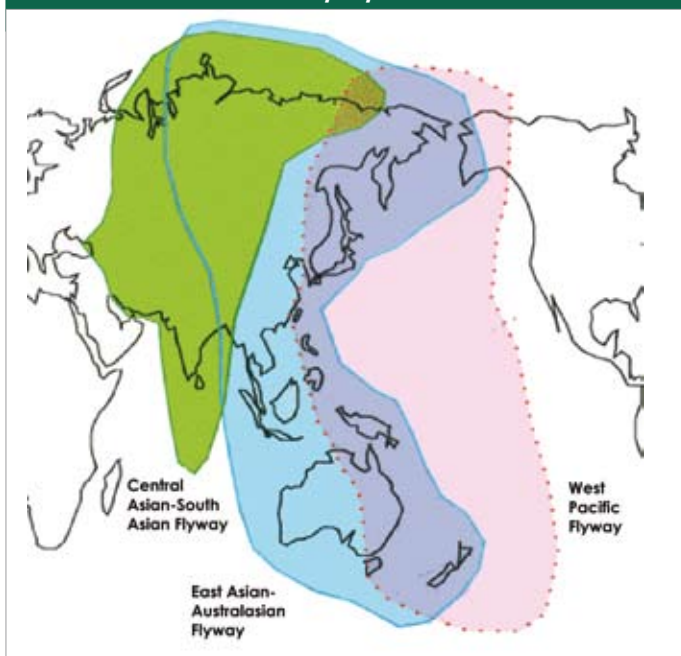 Central
Asian-South
Asian Flyway
West
Pacific
Flyway
East Asian-
Australasian
Flyway